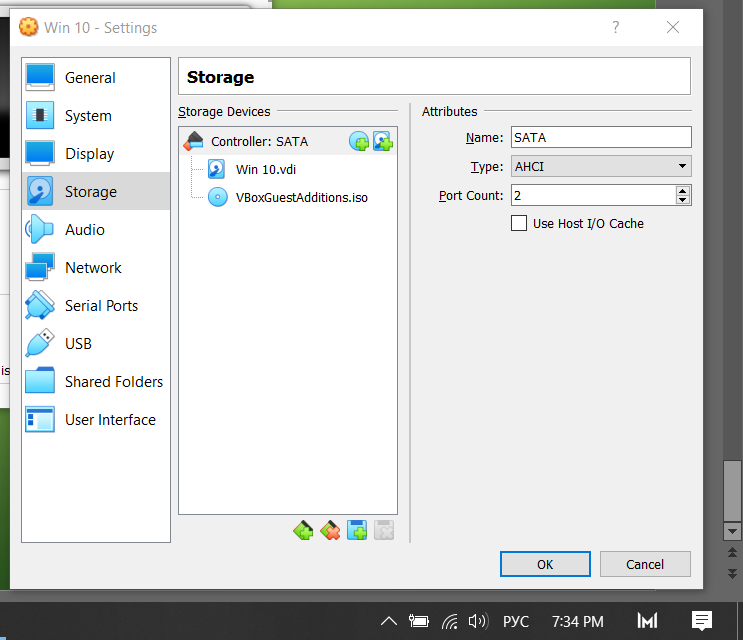 Win 10 - Settings
?
General
System
Display
Storage
Audio
Network
Serial Ports
USB
Shared Folders
User Interface
Storage
Storage Devices
Controller: SATA
Win 10.vdi
VBoxGuestAdditions.iso
Attributes
Name: SATA
Type: AHCI
Port Count: 2
Use Host I/O Cache
OK
Cancel
is
РУС
7:34 PM